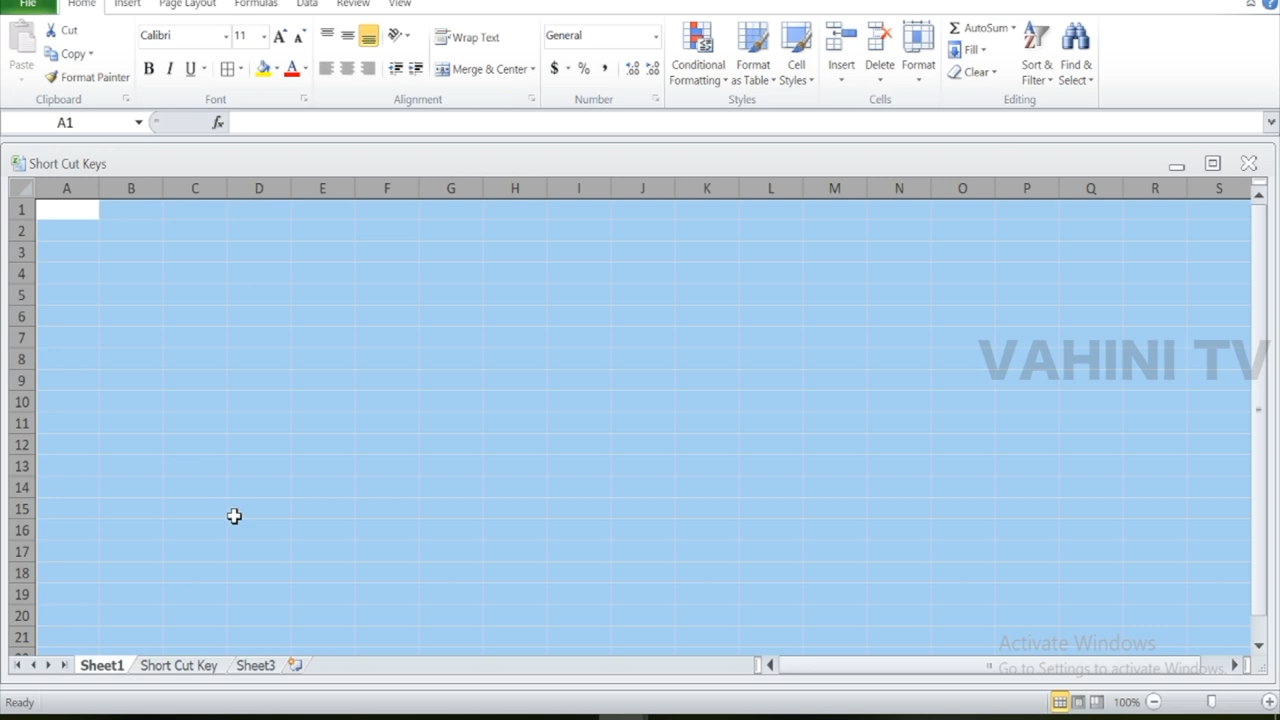 File Home Insert Page Layout Formulas Data Review View
Cut
Copy
Format Painter
Paste
Clipboard
Calibri 11
B I U A
Font
Wrap Text
Merge & Center
Alignment
General
$ % ,
Number
Conditional Formatting
Format as Table
Cell Styles
Styles
Insert
Delete
Format
Cells
Σ AutoSum
Fill
Clear
Sort & Filter
Find & Select
Editing
A1 fx
Short Cut Keys
A B C D E F G H I J K L M N O P Q R S
1
2
3
4
5
6
7
8
9
10
11
12
13
14
15
16
17
18
19
20
21
VAHINI TV
Activate Windows
Go to Settings to activate Windows.
Sheet1 Short Cut Key Sheet3
Ready 100%